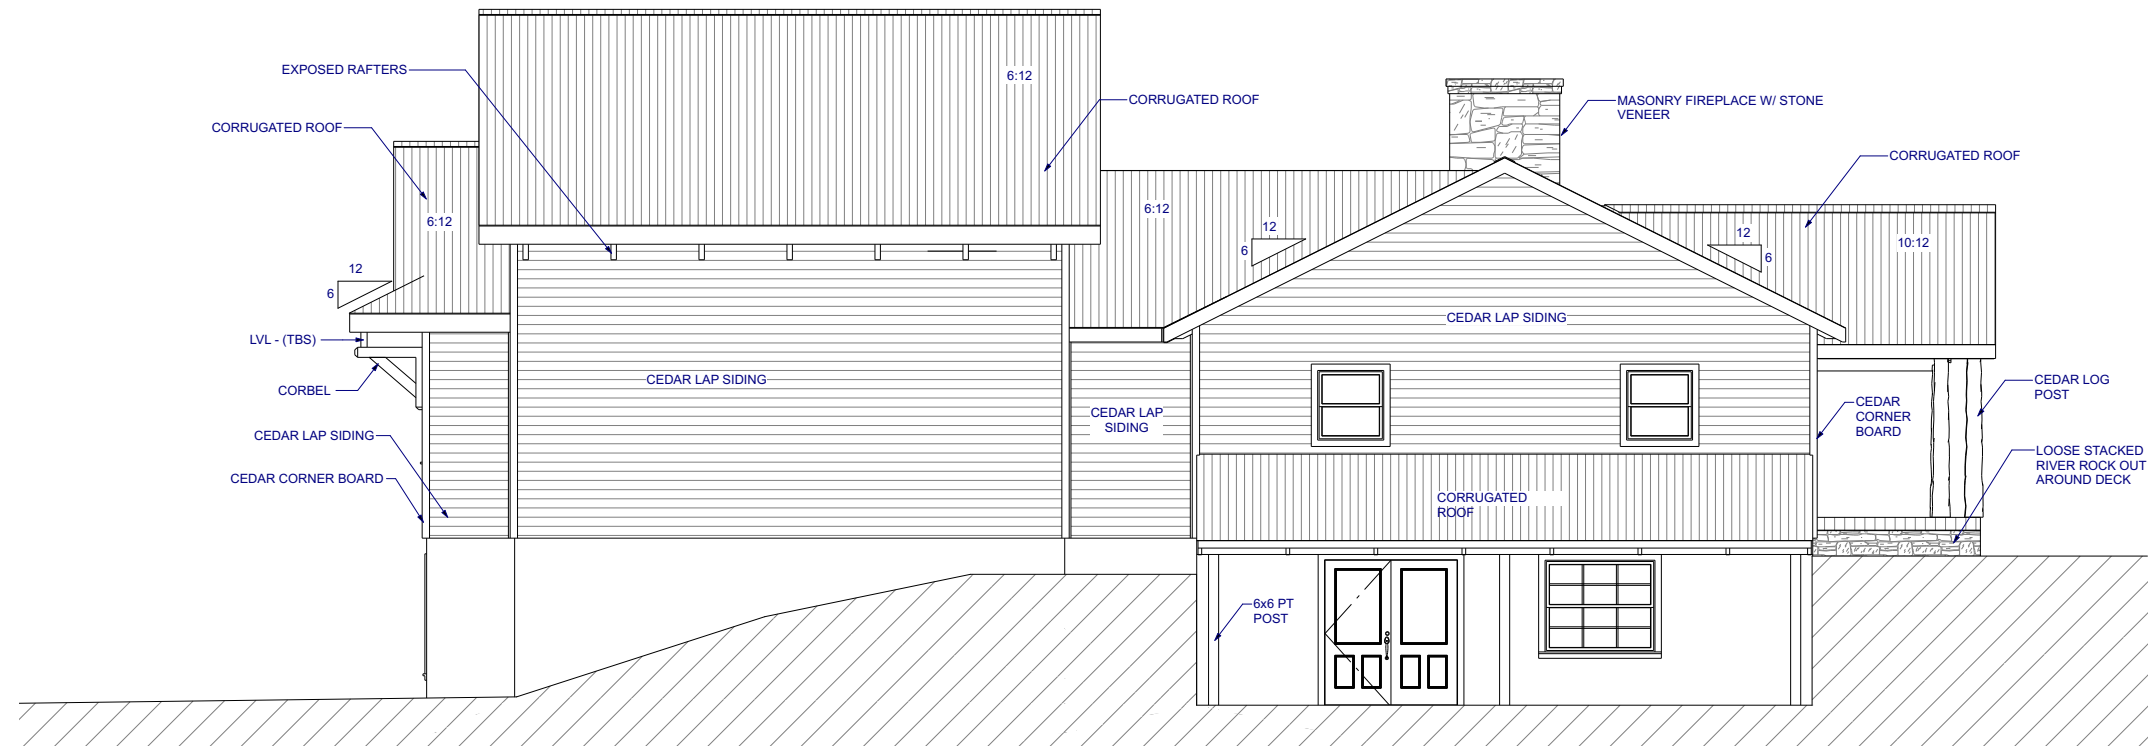 EXPOSED RAFTERS
6:12
CORRUGATED ROOF
MASONRY FIREPLACE W/ STONE
VENEER
CORRUGATED ROOF
CORRUGATED ROOF
6:12
6:12
12
6
12
6
10:12
12
6
LVL - (TBS)
CORBEL
CEDAR LAP SIDING
CEDAR LAP SIDING
CEDAR LAP
SIDING
CEDAR LOG
POST
CEDAR
CORNER
BOARD
CEDAR LAP SIDING
CEDAR CORNER BOARD
LOOSE STACKED
RIVER ROCK OUT
AROUND DECK
CORRUGATED
ROOF
6x6 PT
POST